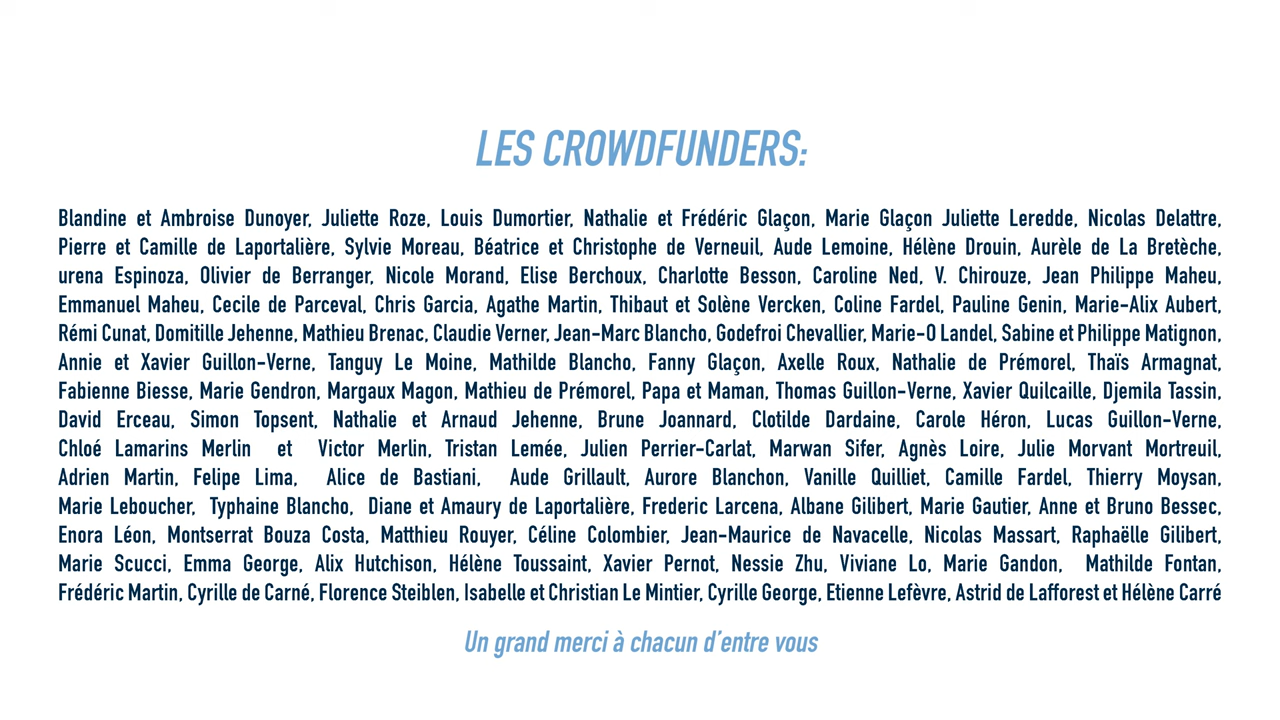 LES CROWDFUNDERS:
Blandine et Ambroise Dunoyer, Juliette Roze, Louis Dumortier, Nathalie et Frédéric Glaçon, Marie Glaçon Juliette Leredde, Nicolas Delattre,
Pierre et Camille de Laportalière, Sylvie Moreau, Béatrice et Christophe de Verneuil, Aude Lemoine, Hélène Drouin, Aurèle de La Bretèche,
urena Espinoza, Olivier de Berranger, Nicole Morand, Elise Berchoux, Charlotte Besson, Caroline Ned, V. Chirouze, Jean Philippe Maheu,
Emmanuel Maheu, Cecile de Parceval, Chris Garcia, Agathe Martin, Thibaut et Solène Vercken, Coline Fardel, Pauline Genin, Marie-Alix Aubert,
Rémi Cunat, Domitille Jehenne, Mathieu Brenac, Claudie Verner, Jean-Marc Blancho, Godefroi Chevallier, Marie-O Landel, Sabine et Philippe Matignon,
Annie et Xavier Guillon-Verne, Tanguy Le Moine, Mathilde Blancho, Fanny Glaçon, Axelle Roux, Nathalie de Prémorel, Thaïs Armagnat,
Fabienne Biesse, Marie Gendron, Margaux Magon, Mathieu de Prémorel, Papa et Maman, Thomas Guillon-Verne, Xavier Quilcaille, Djemila Tassin,
David Erceau, Simon Topsent, Nathalie et Arnaud Jehenne, Brune Joannard, Clotilde Dardaine, Carole Héron, Lucas Guillon-Verne,
Chloé Lamarins Merlin et Victor Merlin, Tristan Lemée, Julien Perrier-Carlat, Marwan Sifer, Agnès Loire, Julie Morvant Mortreuil,
Adrien Martin, Felipe Lima, Alice de Bastiani, Aude Grillault, Aurore Blanchon, Vanille Quilliet, Camille Fardel, Thierry Moysan,
Marie Leboucher, Typhaine Blancho, Diane et Amaury de Laportalière, Frederic Larcena, Albane Gilibert, Marie Gautier, Anne et Bruno Bessec,
Enora Léon, Montserrat Bouza Costa, Matthieu Rouyer, Céline Colombier, Jean-Maurice de Navacelle, Nicolas Massart, Raphaëlle Gilibert,
Marie Scucci, Emma George, Alix Hutchison, Hélène Toussaint, Xavier Pernot, Nessie Zhu, Viviane Lo, Marie Gandon, Mathilde Fontan,
Frédéric Martin, Cyrille de Carné, Florence Steiblen, Isabelle et Christian Le Mintier, Cyrille George, Etienne Lefèvre, Astrid de Lafforest et Hélène Carré
Un grand merci à chacun d'entre vous